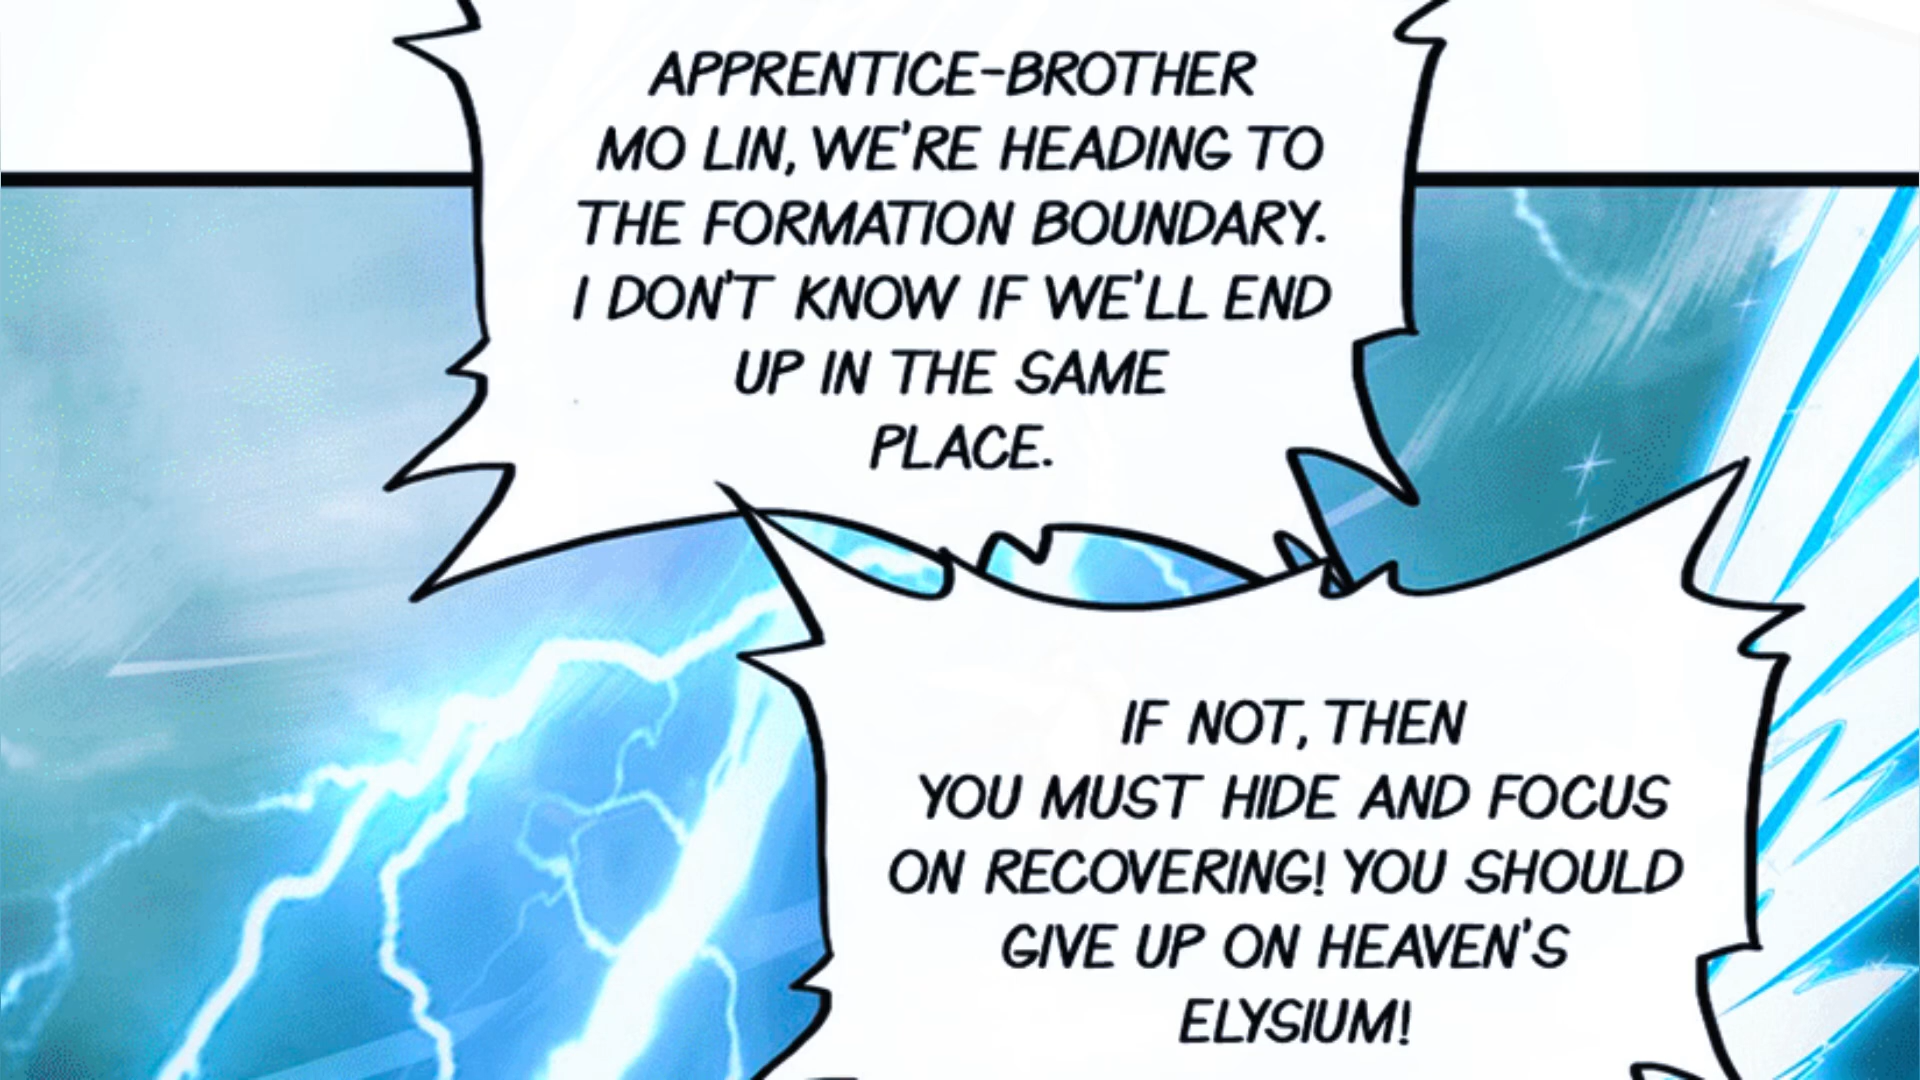 APPRENTICE-BROTHER
MO LIN, WE'RE HEADING TO
THE FORMATION BOUNDARY.
I DON'T KNOW IF WE'LL END
UP IN THE SAME
PLACE.
IF NOT, THEN
YOU MUST HIDE AND FOCUS
ON RECOVERING! YOU SHOULD
GIVE UP ON HEAVEN'S
ELYSIUM!